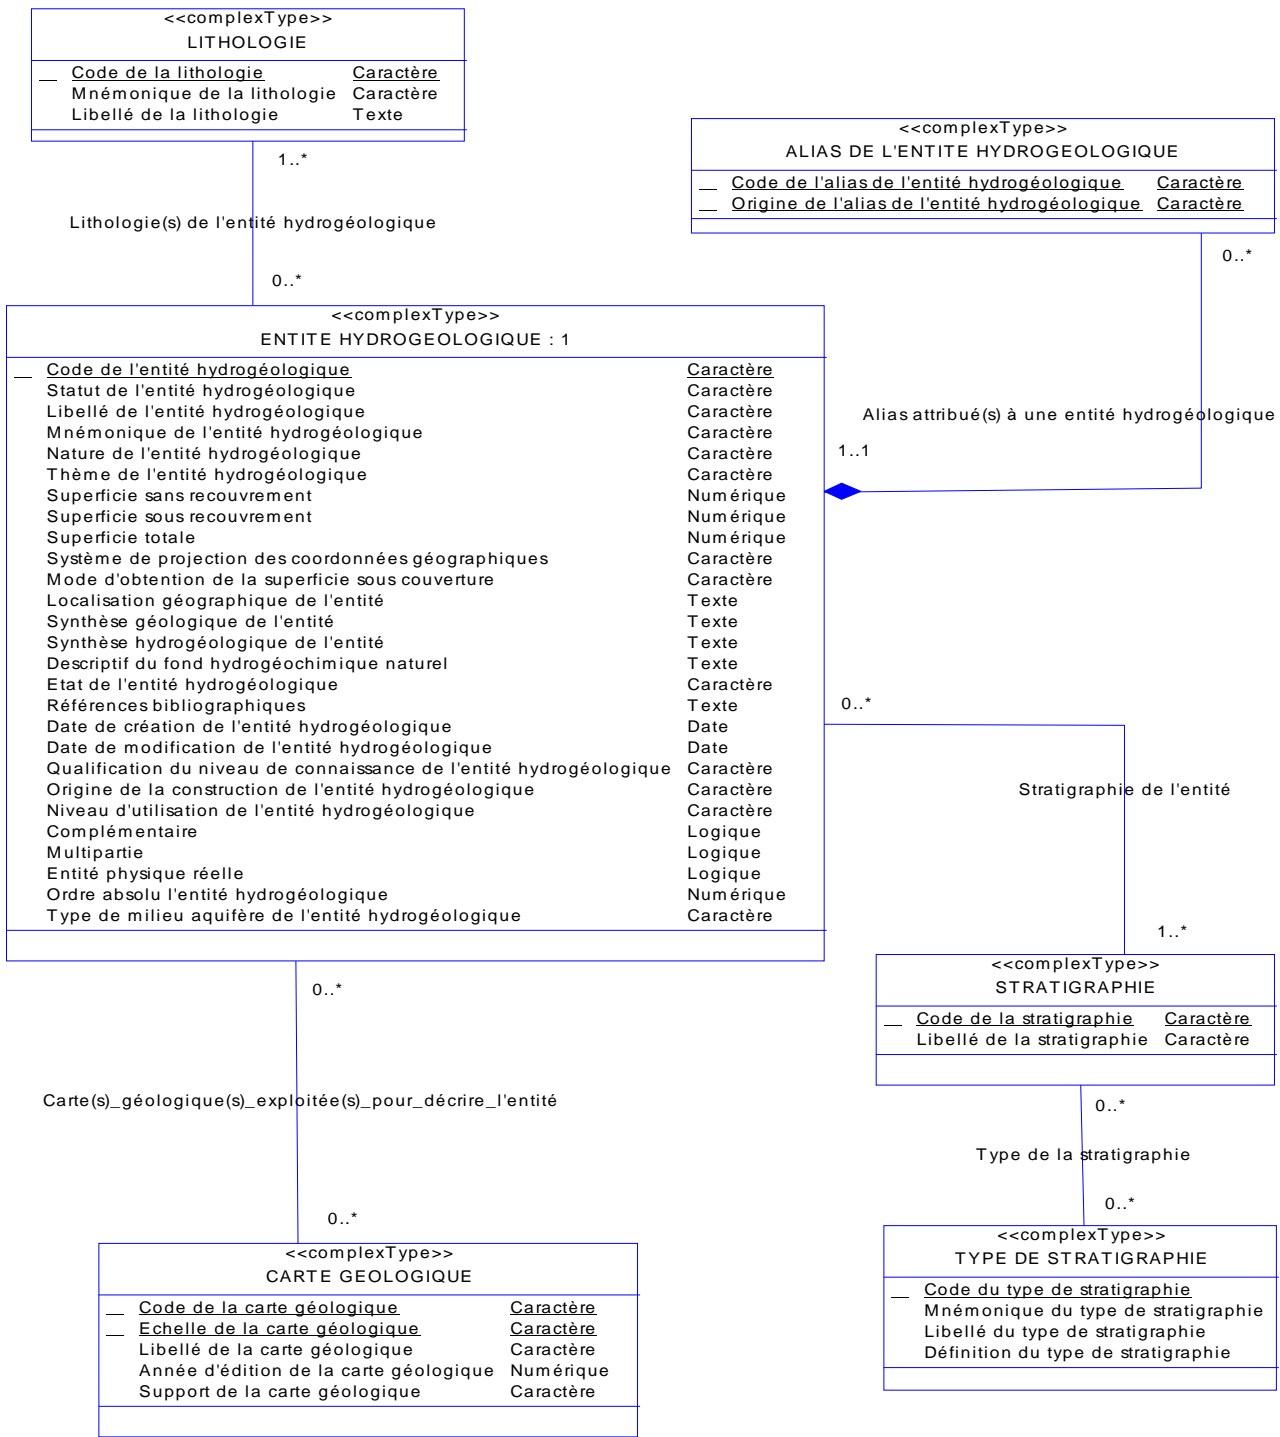 <<complexType>>
LITHOLOGIE
Code de la lithologie Caractère
Mnémonique de la lithologie Caractère
Libellé de la lithologie Texte
1..*
Lithologie(s) de l'entité hydrogéologique
0..*
<<complexType>>
ALIAS DE L'ENTITE HYDROGEOLOGIQUE
Code de l'alias de l'entité hydrogéologique Caractère
Origine de l'alias de l'entité hydrogéologique Caractère
0..*
Alias attribué(s) à une entité hydrogéologique
1..1
<<complexType>>
ENTITE HYDROGEOLOGIQUE : 1
Code de l'entité hydrogéologique Caractère
Statut de l'entité hydrogéologique Caractère
Libellé de l'entité hydrogéologique Caractère
Mnémonique de l'entité hydrogéologique Caractère
Nature de l'entité hydrogéologique Caractère
Thème de l'entité hydrogéologique Caractère
Superficie sans recouvrement Numérique
Superficie sous recouvrement Numérique
Superficie totale Numérique
Système de projection des coordonnées géographiques Caractère
Mode d'obtention de la superficie sous couverture Caractère
Localisation géographique de l'entité Texte
Synthèse géologique de l'entité Texte
Synthèse hydrogéologique de l'entité Texte
Descriptif du fond hydrogéochimique naturel Texte
Etat de l'entité hydrogéologique Caractère
Références bibliographiques Texte
Date de création de l'entité hydrogéologique Date
Date de modification de l'entité hydrogéologique Date
Qualification du niveau de connaissance de l'entité hydrogéologique Caractère
Origine de la construction de l'entité hydrogéologique Caractère
Niveau d'utilisation de l'entité hydrogéologique Caractère
Complémentaire Logique
Multipartie Logique
Entité physique réelle Logique
Ordre absolu l'entité hydrogéologique Numérique
Type de milieu aquifère de l'entité hydrogéologique Caractère
0..*
Stratigraphie de l'entité
1..*
<<complexType>>
STRATIGRAPHIE
Code de la stratigraphie Caractère
Libellé de la stratigraphie Caractère
0..*
Type de la stratigraphie
0..*
<<complexType>>
TYPE DE STRATIGRAPHIE
Code du type de stratigraphie
Mnémonique du type de stratigraphie
Libellé du type de stratigraphie
Définition du type de stratigraphie
0..*
Carte(s)_géologique(s)_exploitée(s)_pour_décrire_l'entité
0..*
<<complexType>>
CARTE GEOLOGIQUE
Code de la carte géologique Caractère
Echelle de la carte géologique Caractère
Libellé de la carte géologique Caractère
Année d'édition de la carte géologique Numérique
Support de la carte géologique Caractère